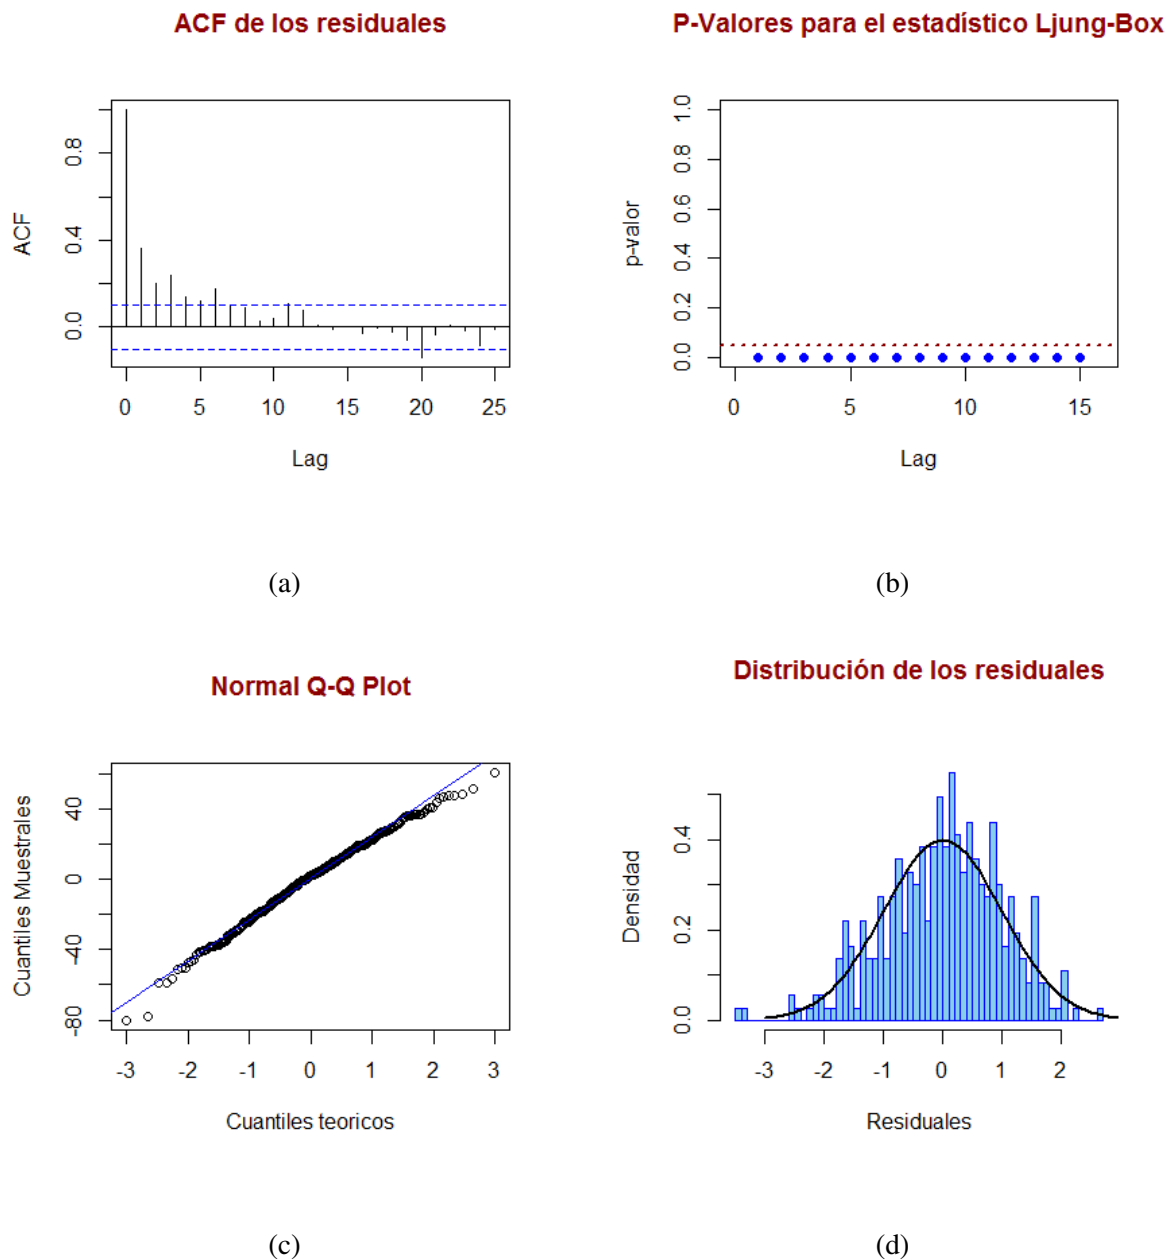 ACF de los residuales
P-Valores para el estadístico Ljung-Box
ACF
0.0 0.4 0.8
0 5 10 15 20 25
Lag
p-valor
0.0 0.2 0.4 0.6 0.8 1.0
0 5 10 15
Lag
(a)
(b)
Normal Q-Q Plot
Distribución de los residuales
Cuantiles Muestrales
-80 -40 0 40
-3 -2 -1 0 1 2 3
Cuantiles teoricos
Densidad
0.0 0.2 0.4
-3 -2 -1 0 1 2
Residuales
(c)
(d)